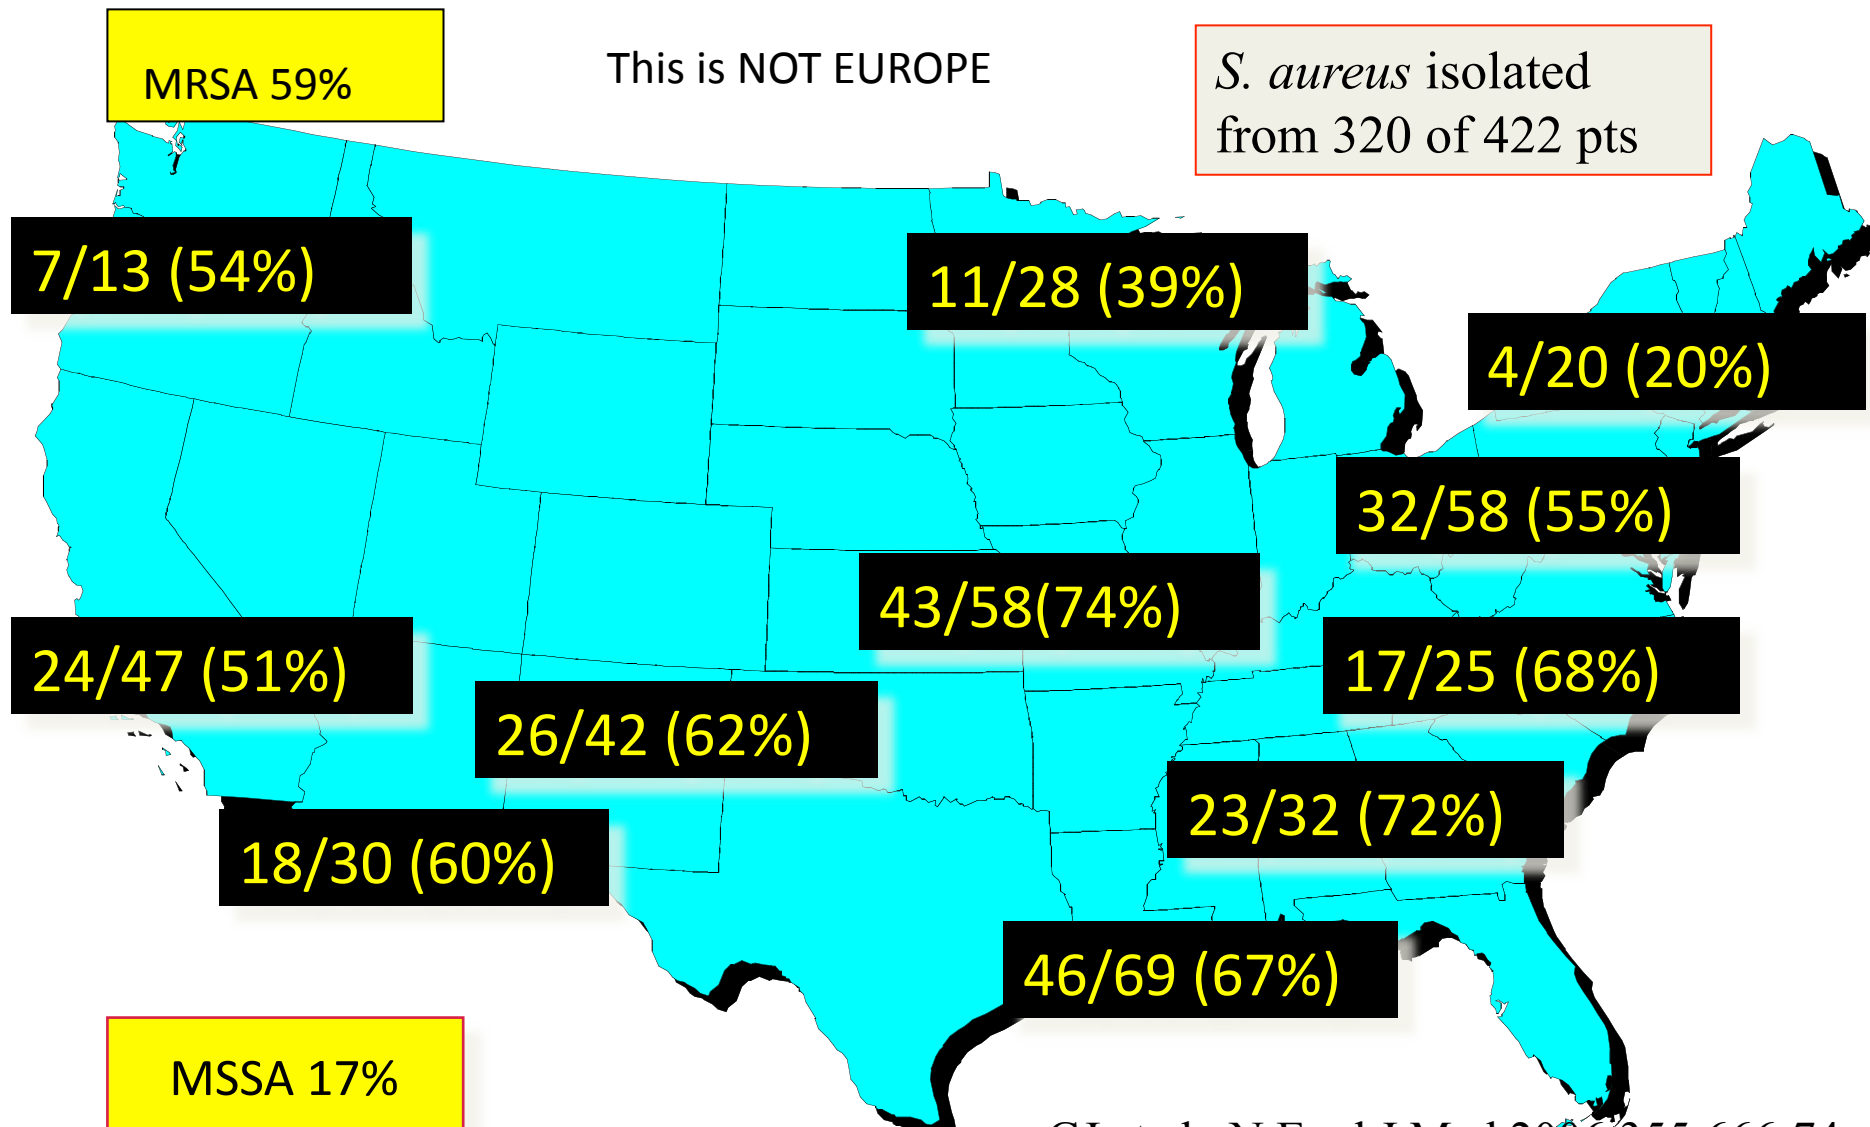 MRSA 59%
This is NOT EUROPE
S. aureus isolated
from 320 of 422 pts
7/13 (54%)
11/28 (39%)
4/20 (20%)
32/58 (55%)
43/58(74%)
24/47 (51%)
17/25 (68%)
26/42 (62%)
23/32 (72%)
18/30 (60%)
46/69 (67%)
MSSA 17%